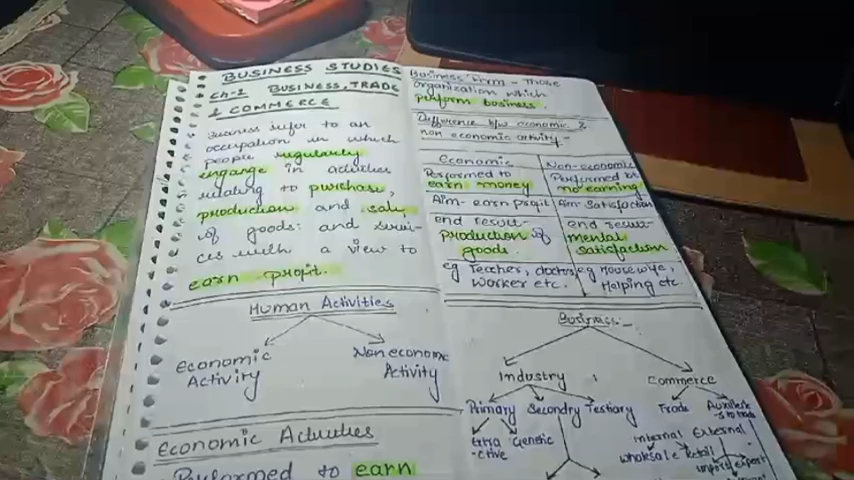 BUSINESS STUDIES
Ch-1 BUSINESS, TRADE
& COMMERCE
Business refer to an
occupation in which
people regularly
engange in activities
relating to purchase,
production and sale,
of goods and servi-
ces with a view to
earn profit.
Human Activities
Economic
Activity
Non economic
Activity
Economic Activities
Performed to earn
Business Firm - Those
organization which
perform business.
Difference b/w economic &
non economic activity-
Economic
Non-economic
Performed to
earn money
Performed
no earning
Aim- earn profit
Aim- Satisfaction
end result-
production of
goods.
end result-
mental
satisfaction
eg Teacher, doctor
Worker etc.
eg Housewife,
Helping etc.
Business
Industry
Commerce
Primary Secondry Tertiary
Trade
Extra
-ctive
Genetic
Internal External
wholesale Retail
import export